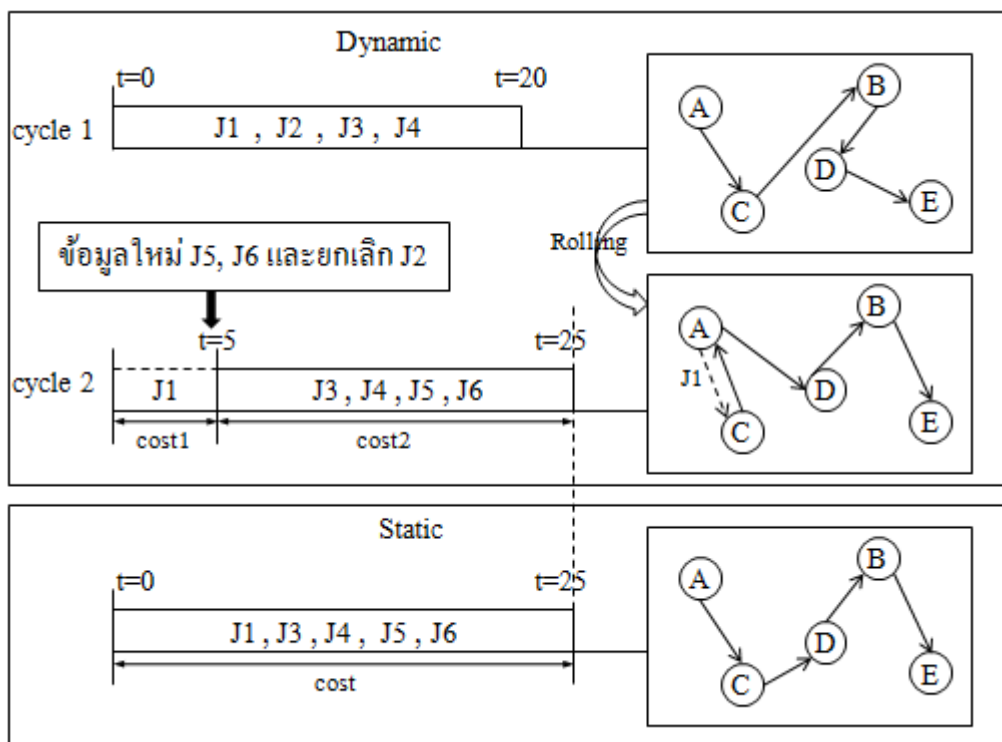 Dynamic
t=0 t=20
cycle 1 J1 , J2 , J3 , J4
A B C D E
Rolling
ข้อมูลใหม่ J5, J6 และยกเลิก J2
t=5 t=25
cycle 2 J1 J3 , J4 , J5 , J6
cost1 cost2
A B J1 D C E
Static
t=0 t=25
J1 , J3 , J4 , J5 , J6
cost
A B D C E